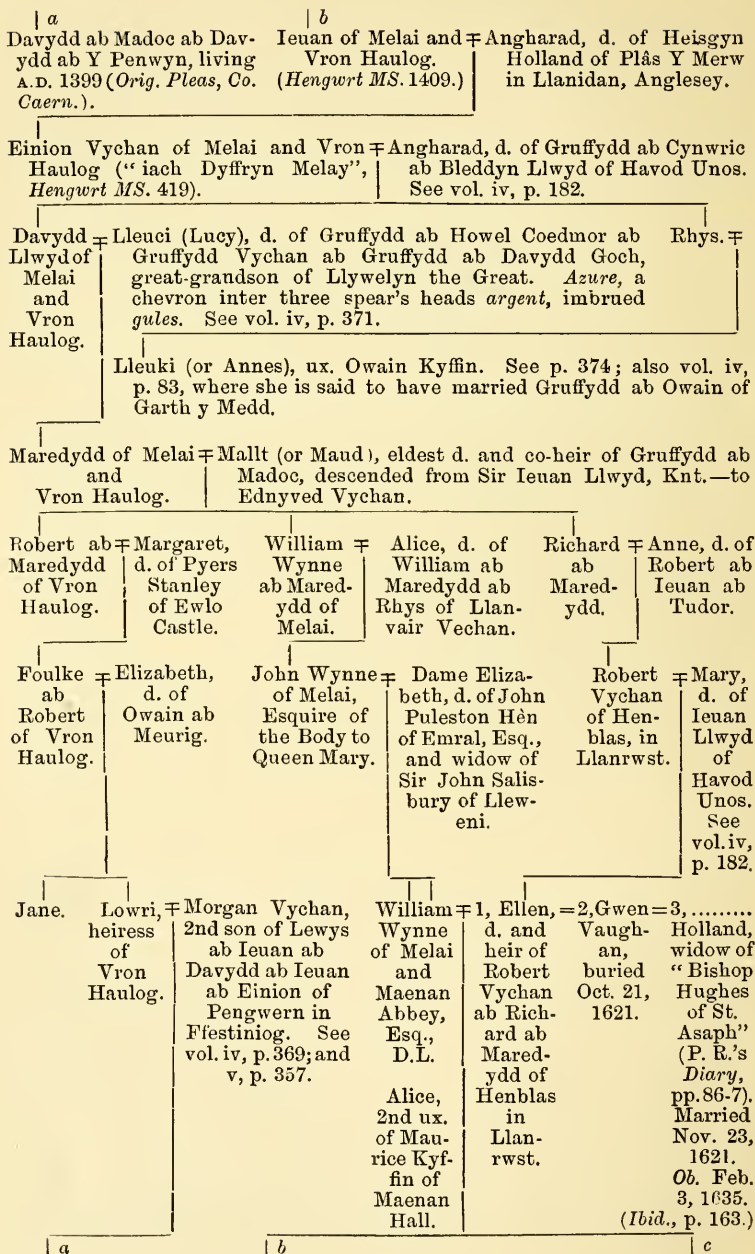 a
b
Davydd ab Madoc ab Dav-
ydd ab Y Penwyn, living
A.D. 1399 (Orig. Pleas, Co.
Caern.).
Ieuan of Melai and
Vron Haulog.
(Hengwrt MS. 1409.)
Angharad, d. of Heisgyn
Holland of Plâs Y Merw
in Llanidan, Anglesey.
Einion Vychan of Melai and Vron
Haulog (“iach Dyffryn Melay”,
Hengwrt MS. 419).
Angharad, d. of Gruffydd ab Cynwric
ab Bleddyn Llwyd of Havod Unos.
See vol. iv, p. 182.
Davydd
Llwyd of
Melai
and
Vron
Haulog.
Lleuci (Lucy), d. of Gruffydd ab Howel Coedmor ab
Gruffydd Vychan ab Gruffydd ab Davydd Goch,
great-grandson of Llywelyn the Great. Azure, a
chevron inter three spear's heads argent, imbrued
gules. See vol. iv, p. 371.
Rhys.
Lleuki (or Annes), ux. Owain Kyffin. See p. 374; also vol. iv,
p. 83, where she is said to have married Gruffydd ab Owain of
Garth y Medd.
Maredydd of Melai
and
Vron Haulog.
Mallt (or Maud), eldest d. and co-heir of Gruffydd ab
Madoc, descended from Sir Ieuan Llwyd, Knt.—to
Ednyved Vychan.
Robert ab
Maredydd
of Vron
Haulog.
Margaret,
d. of Pyers
Stanley
of Ewlo
Castle.
William
Wynne
ab Mared-
ydd of
Melai.
Alice, d. of
William ab
Maredydd ab
Rhys of Llan-
vair Vechan.
Richard
ab
Mared-
ydd.
Anne, d. of
Robert ab
Ieuan ab
Tudor.
Foulke
ab
Robert
of Vron
Haulog.
Elizabeth,
d. of
Owain ab
Meurig.
John Wynne
of Melai,
Esquire of
the Body to
Queen Mary.
Dame Eliza-
beth, d. of John
Puleston Hên
of Emral, Esq.,
and widow of
Sir John Salis-
bury of Llew-
eni.
Robert
Vychan
of Hen-
blas, in
Llanrwst.
Mary,
d. of
Ieuan
Llwyd
of
Havod
Unos.
See
vol. iv,
p. 182.
Jane.
Lowri,
heiress
of
Vron
Haulog.
Morgan Vychan,
2nd son of Lewys
ab Ieuan ab
Davydd ab Ieuan
ab Einion of
Pengwern in
Ffestiniog. See
vol. iv, p. 369; and
v, p. 357.
William
Wynne
of Melai
and
Maenan
Abbey,
Esq.,
D.L.
Alice,
2nd ux.
of Mau-
rice Kyf-
fin of
Maenan
Hall.
1, Ellen,
d. and
heir of
Robert
Vychan
ab Rich-
ard ab
Mared-
ydd of
Henblas
in
Llan-
rwst.
=2, Gwen
Vaugh-
an,
buried
Oct. 21,
1621.
=3, .........
Holland,
widow of
“Bishop
Hughes
of St.
Asaph”
(P. R.'s
Diary,
pp. 86-7).
Married
Nov. 23,
1621.
Ob. Feb.
3, 1635.
(Ibid., p. 163.)
a
b
c